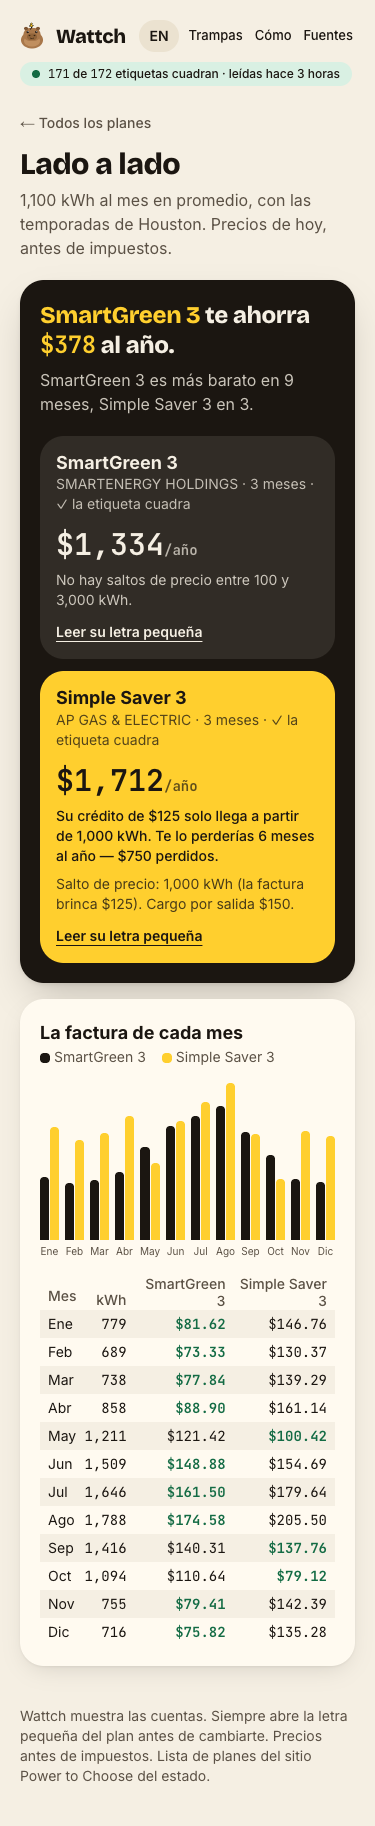 Wattch EN Trampas Cómo Fuentes
171 de 172 etiquetas cuadran · leídas hace 3 horas
← Todos los planes
Lado a lado
1,100 kWh al mes en promedio, con las
temporadas de Houston. Precios de hoy,
antes de impuestos.
SmartGreen 3 te ahorra
$378 al año.
SmartGreen 3 es más barato en 9
meses, Simple Saver 3 en 3.
SmartGreen 3
SMARTENERGY HOLDINGS · 3 meses ·
✓ la etiqueta cuadra
$1,334/año
No hay saltos de precio entre 100 y
3,000 kWh.
Leer su letra pequeña
Simple Saver 3
AP GAS & ELECTRIC · 3 meses · ✓ la
etiqueta cuadra
$1,712/año
Su crédito de $125 solo llega a partir
de 1,000 kWh. Te lo perderías 6 meses
al año — $750 perdidos.
Salto de precio: 1,000 kWh (la factura
brinca $125). Cargo por salida $150.
Leer su letra pequeña
La factura de cada mes
SmartGreen 3 Simple Saver 3
Ene Feb Mar Abr May Jun Jul Ago Sep Oct Nov Dic
Mes kWh SmartGreen 3 Simple Saver 3
Ene 779 $81.62 $146.76
Feb 689 $73.33 $130.37
Mar 738 $77.84 $139.29
Abr 858 $88.90 $161.14
May 1,211 $121.42 $100.42
Jun 1,509 $148.88 $154.69
Jul 1,646 $161.50 $179.64
Ago 1,788 $174.58 $205.50
Sep 1,416 $140.31 $137.76
Oct 1,094 $110.64 $79.12
Nov 755 $79.41 $142.39
Dic 716 $75.82 $135.28
Wattch muestra las cuentas. Siempre abre la letra
pequeña del plan antes de cambiarte. Precios
antes de impuestos. Lista de planes del sitio
Power to Choose del estado.